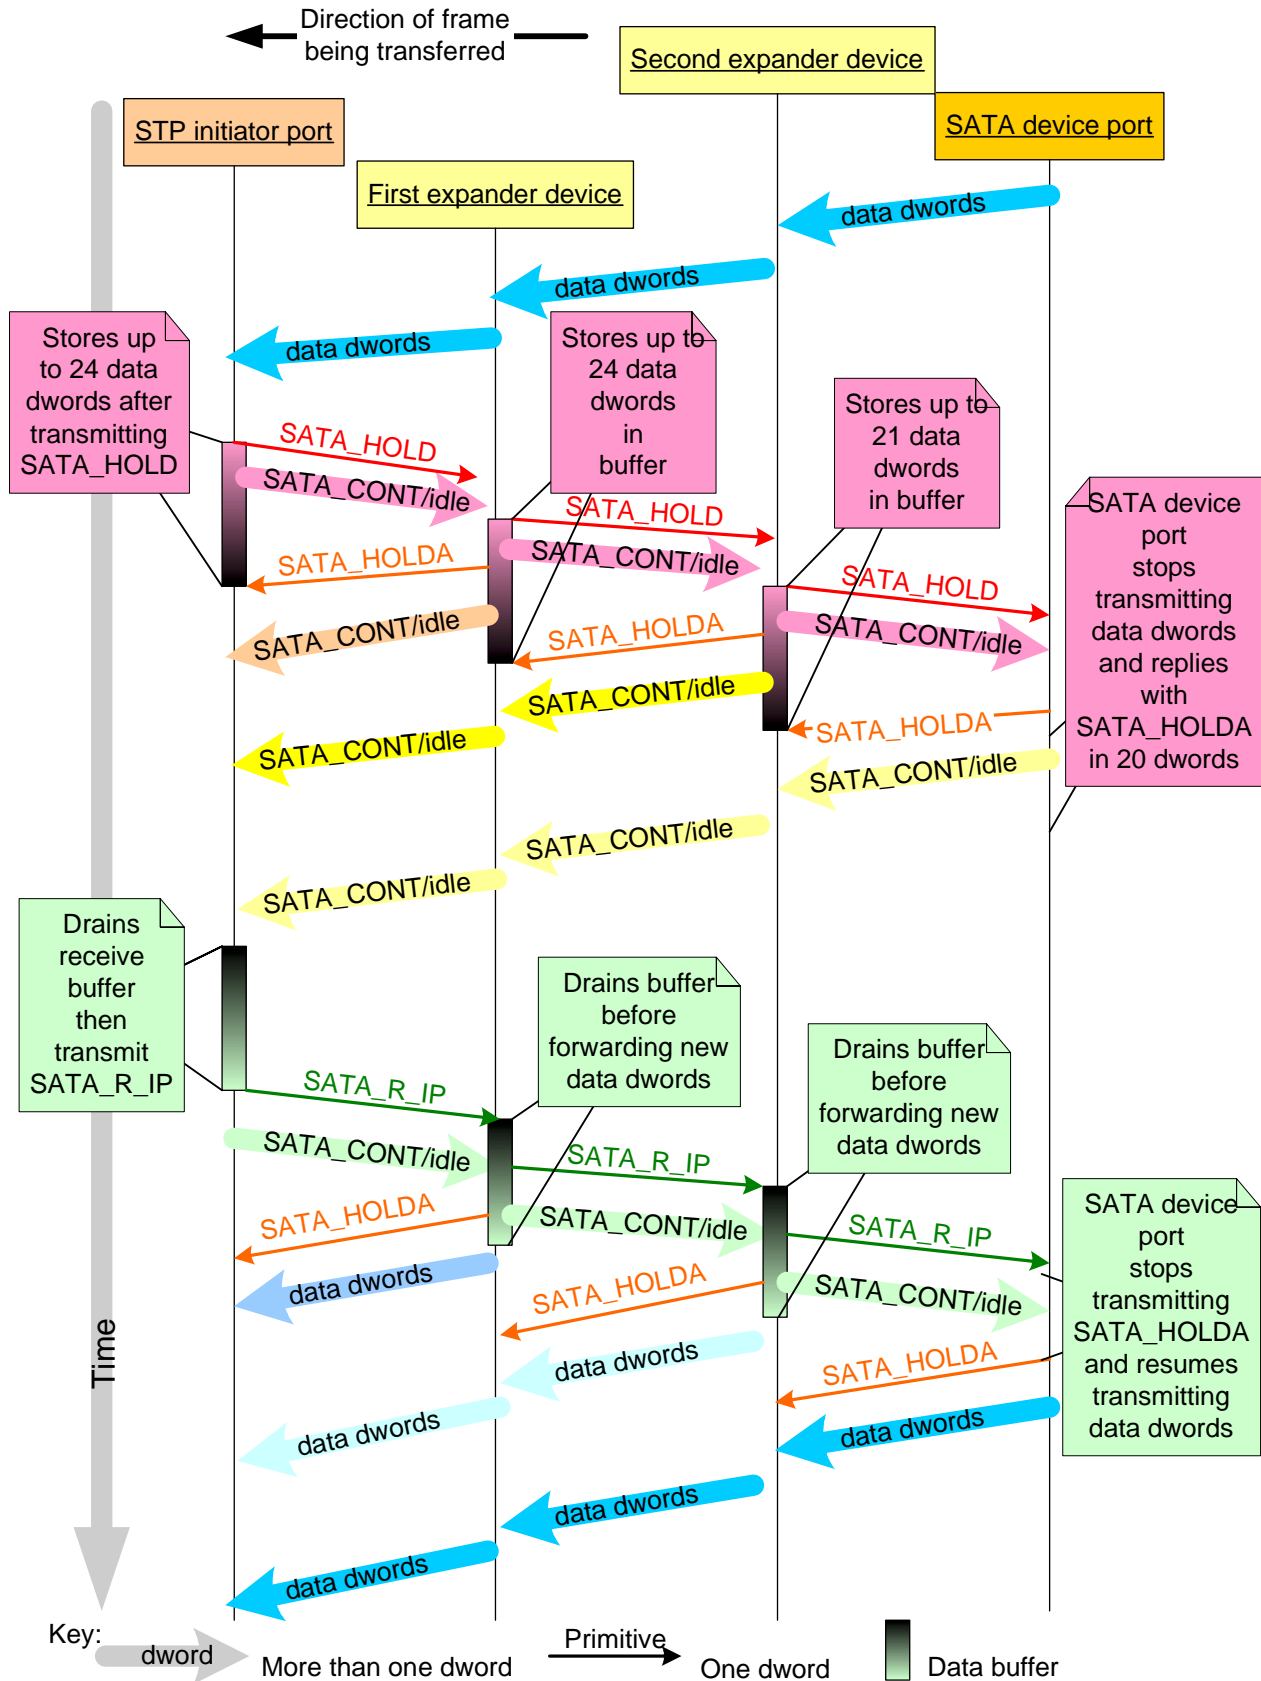 Direction of frame
being transferred
Second expander device
STP initiator port
SATA device port
First expander device
data dwords
data dwords
data dwords
Stores up
to 24 data
dwords after
transmitting
SATA_HOLD
Stores up to
24 data
dwords
in
buffer
Stores up to
21 data
dwords
in buffer
SATA device
port
stops
transmitting
data dwords
and replies
with
SATA_HOLDA
in 20 dwords
SATA_HOLD
SATA_CONT/idle
SATA_HOLD
SATA_CONT/idle
SATA_HOLDA
SATA_HOLD
SATA_CONT/idle
SATA_CONT/idle
SATA_HOLDA
SATA_CONT/idle
SATA_HOLDA
SATA_CONT/idle
SATA_CONT/idle
SATA_CONT/idle
SATA_CONT/idle
Drains
receive
buffer
then
transmit
SATA_R_IP
Drains buffer
before
forwarding new
data dwords
Drains buffer
before
forwarding new
data dwords
SATA_R_IP
SATA_CONT/idle
SATA_R_IP
SATA_HOLDA
SATA_CONT/idle
SATA_R_IP
data dwords
SATA_HOLDA
SATA_CONT/idle
SATA device
port
stops
transmitting
SATA_HOLDA
and resumes
transmitting
data dwords
data dwords
SATA_HOLDA
data dwords
data dwords
data dwords
data dwords
Time
Key:
dword
More than one dword
Primitive
One dword
Data buffer